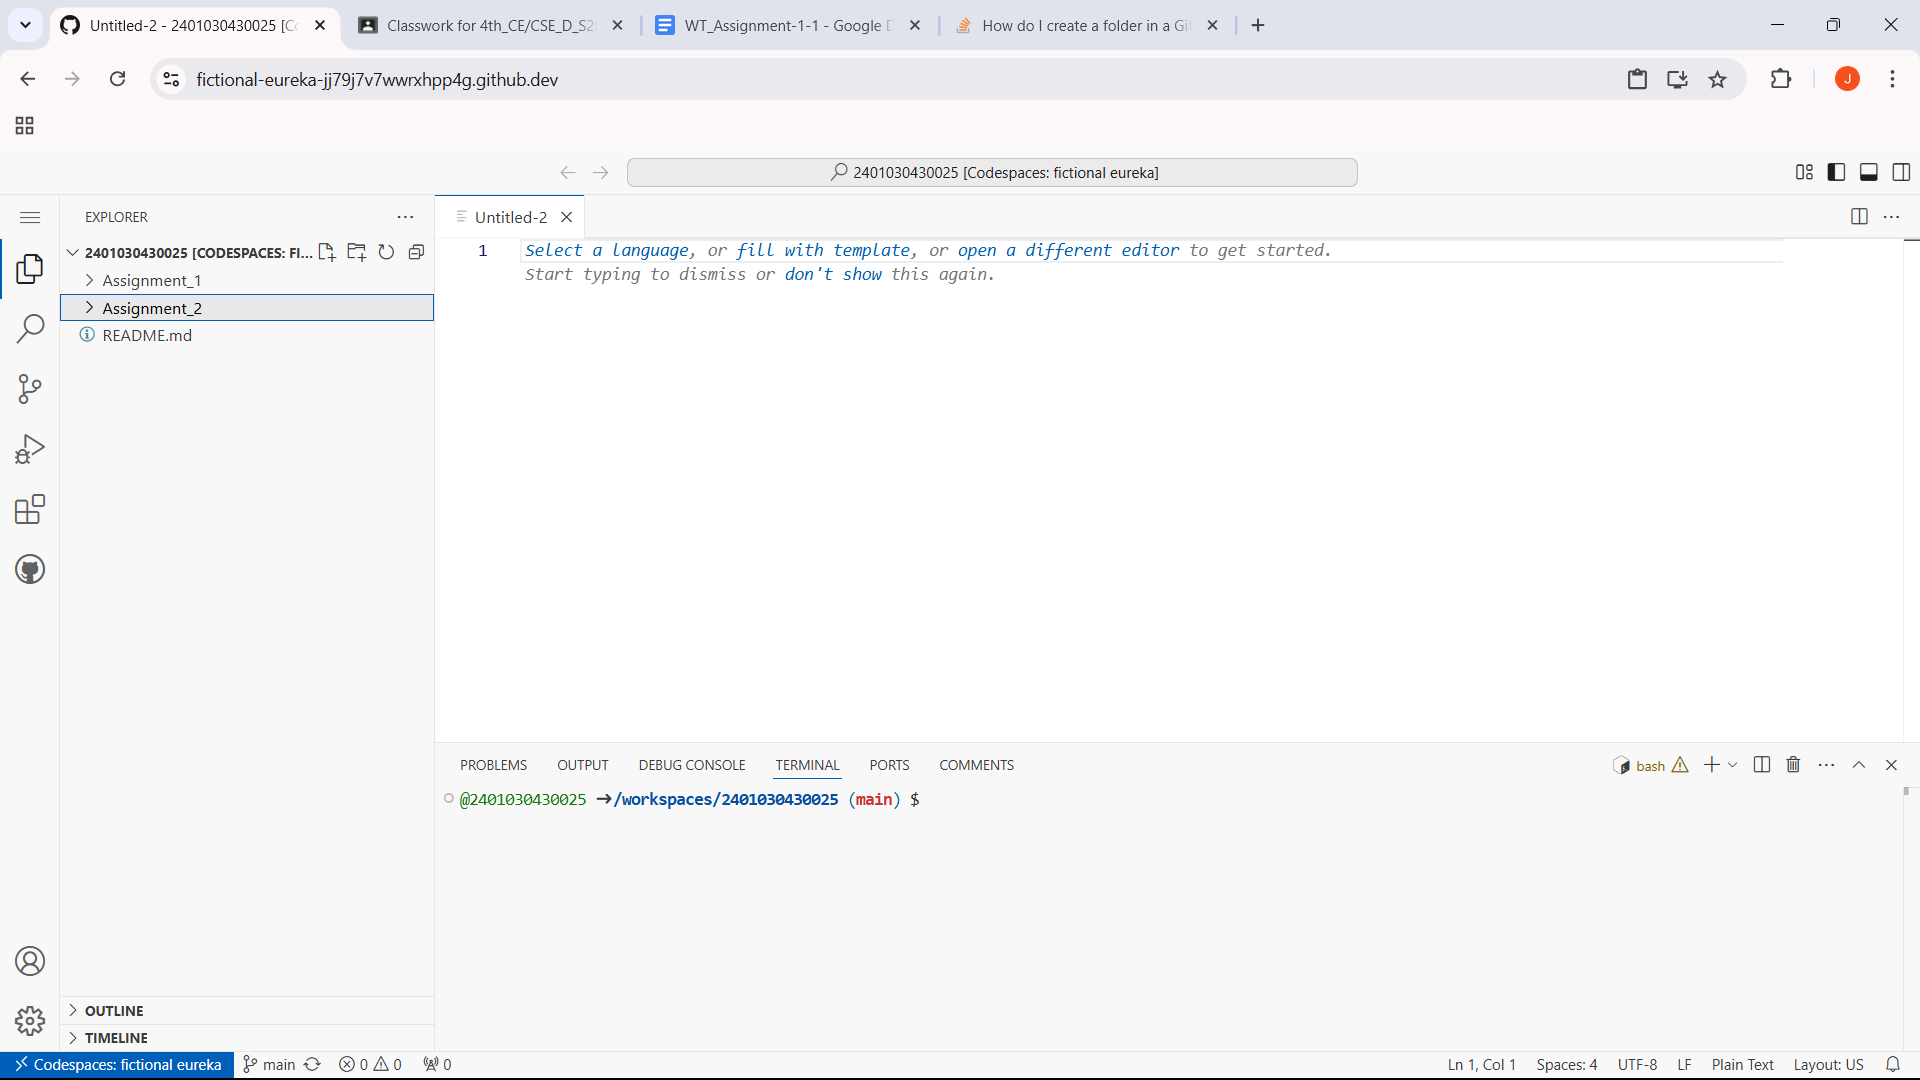 Untitled-2 - 2401030430025 [Co
Classwork for 4th_CE/CSE_D_S2
WT_Assignment-1-1 - Google D
How do I create a folder in a Git
fictional-eureka-jj79j7v7wwrxhpp4g.github.dev
J
2401030430025 [Codespaces: fictional eureka]
EXPLORER
2401030430025 [CODESPACES: FI...
Assignment_1
Assignment_2
README.md
OUTLINE
TIMELINE
Untitled-2
1
Select a language, or fill with template, or open a different editor to get started.
Start typing to dismiss or don't show this again.
PROBLEMS OUTPUT DEBUG CONSOLE TERMINAL PORTS COMMENTS
bash
@2401030430025 ➜/workspaces/2401030430025 (main) $
Codespaces: fictional eureka main 0 0 0
Ln 1, Col 1 Spaces: 4 UTF-8 LF Plain Text Layout: US